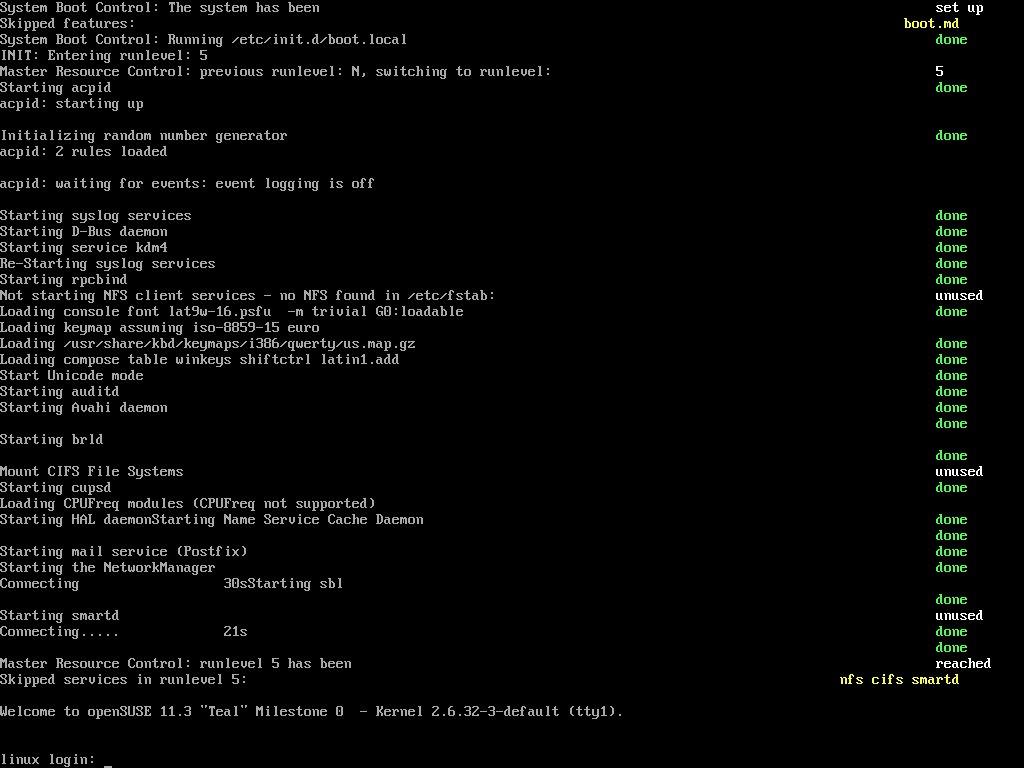 System Boot Control: The system has been set up
Skipped features: boot.md
System Boot Control: Running /etc/init.d/boot.local done
INIT: Entering runlevel: 5
Master Resource Control: previous runlevel: N, switching to runlevel: 5
Starting acpid done
acpid: starting up
Initializing random number generator done
acpid: 2 rules loaded
acpid: waiting for events: event logging is off
Starting syslog services done
Starting D-Bus daemon done
Starting service kdm4 done
Re-Starting syslog services done
Starting rpcbind done
Not starting NFS client services - no NFS found in /etc/fstab: unused
Loading console font lat9w-16.psfu  -m trivial G0:loadable
Loading keymap assuming iso-8859-15 euro
Loading /usr/share/kbd/keymaps/i386/qwerty/us.map.gz done
Loading compose table winkeys shiftctrl latin1.add done
Start Unicode mode done
Starting auditd done
Starting Avahi daemon done
done
Starting brld
done
Mount CIFS File Systems unused
Starting cupsd done
Loading CPUFreq modules (CPUFreq not supported)
Starting HAL daemonStarting Name Service Cache Daemon done
done
Starting mail service (Postfix) done
Starting the NetworkManager done
Connecting 30sStarting sbl
done
Starting smartd unused
Connecting..... 21s done
done
Master Resource Control: runlevel 5 has been reached
Skipped services in runlevel 5: nfs cifs smartd
Welcome to openSUSE 11.3 "Teal" Milestone 0  - Kernel 2.6.32-3-default (tty1).
linux login: _